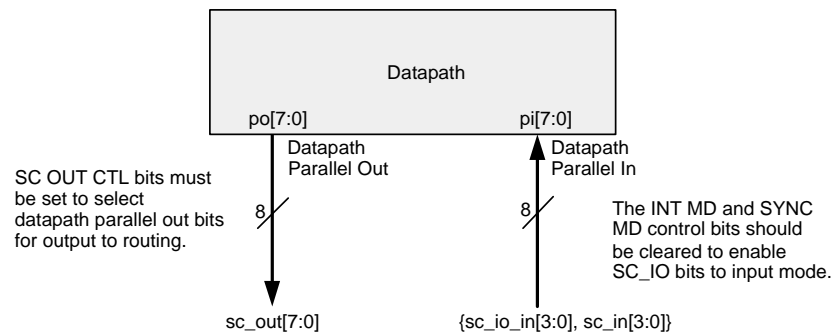 Datapath
po[7:0]
pi[7:0]
Datapath
Parallel Out
Datapath
Parallel In
SC OUT CTL bits must
be set to select
datapath parallel out bits
for output to routing.
8
8
The INT MD and SYNC
MD control bits should
be cleared to enable
SC_IO bits to input mode.
sc_out[7:0]
{sc_io_in[3:0], sc_in[3:0]}